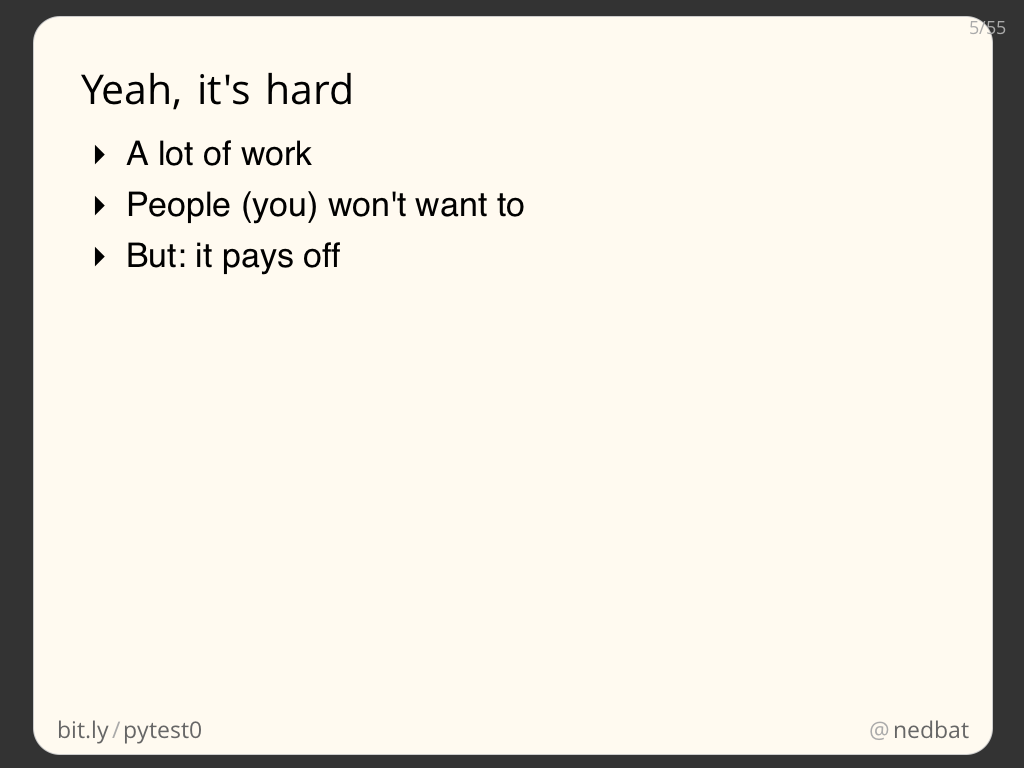 5/55
Yeah, it's hard
A lot of work
People (you) won't want to
But: it pays off
bit.ly/pytest0
@nedbat